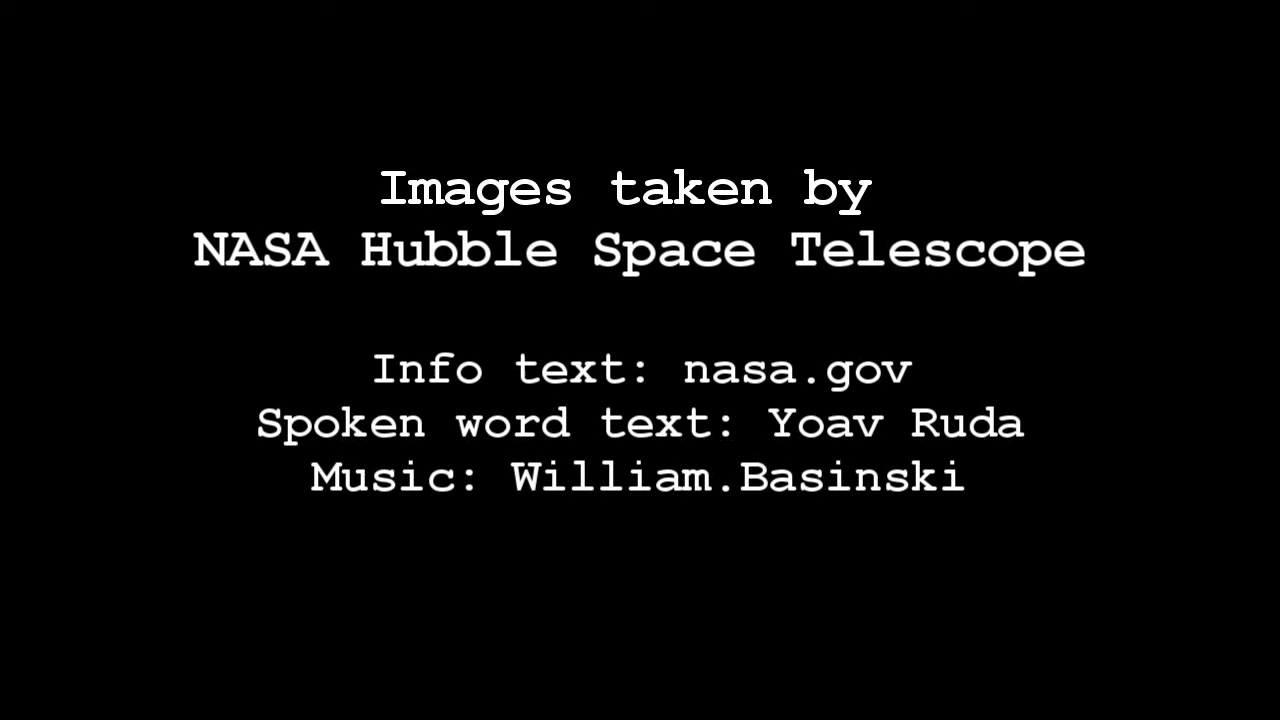 Images taken by
NASA Hubble Space Telescope
Info text: nasa.gov
Spoken word text: Yoav Ruda
Music: William.Basinski